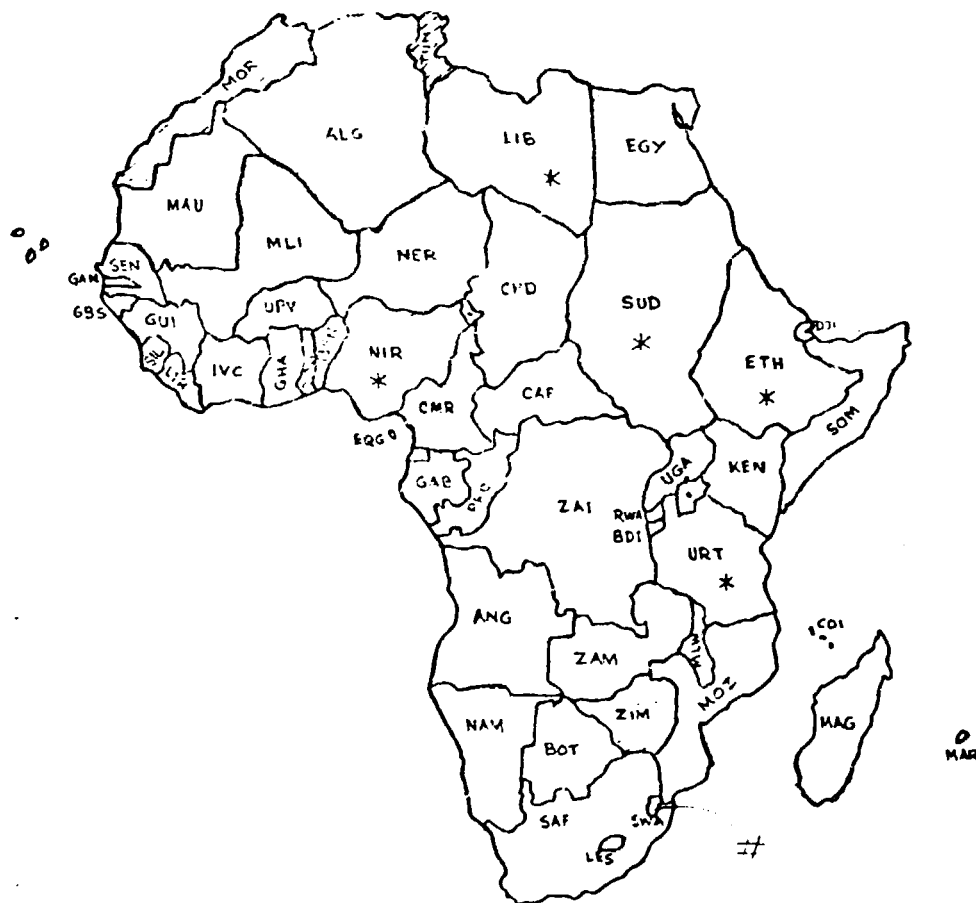 MOR
ALG
LIB
*
EGY
MAU
MLI
NER
CHD
SUD
*
SEN
GAM
GBS
GUI
UPV
IVC
GHA
NIR
*
CMR
CAF
ETH
*
DJI
SOM
EQG
GAB
ZAI
UGA
KEN
RWA
BDI
URT
*
ANG
ZAM
MLW
MOZ
COI
NAM
BOT
ZIM
MAG
MAR
SAF
SWA
LES
#